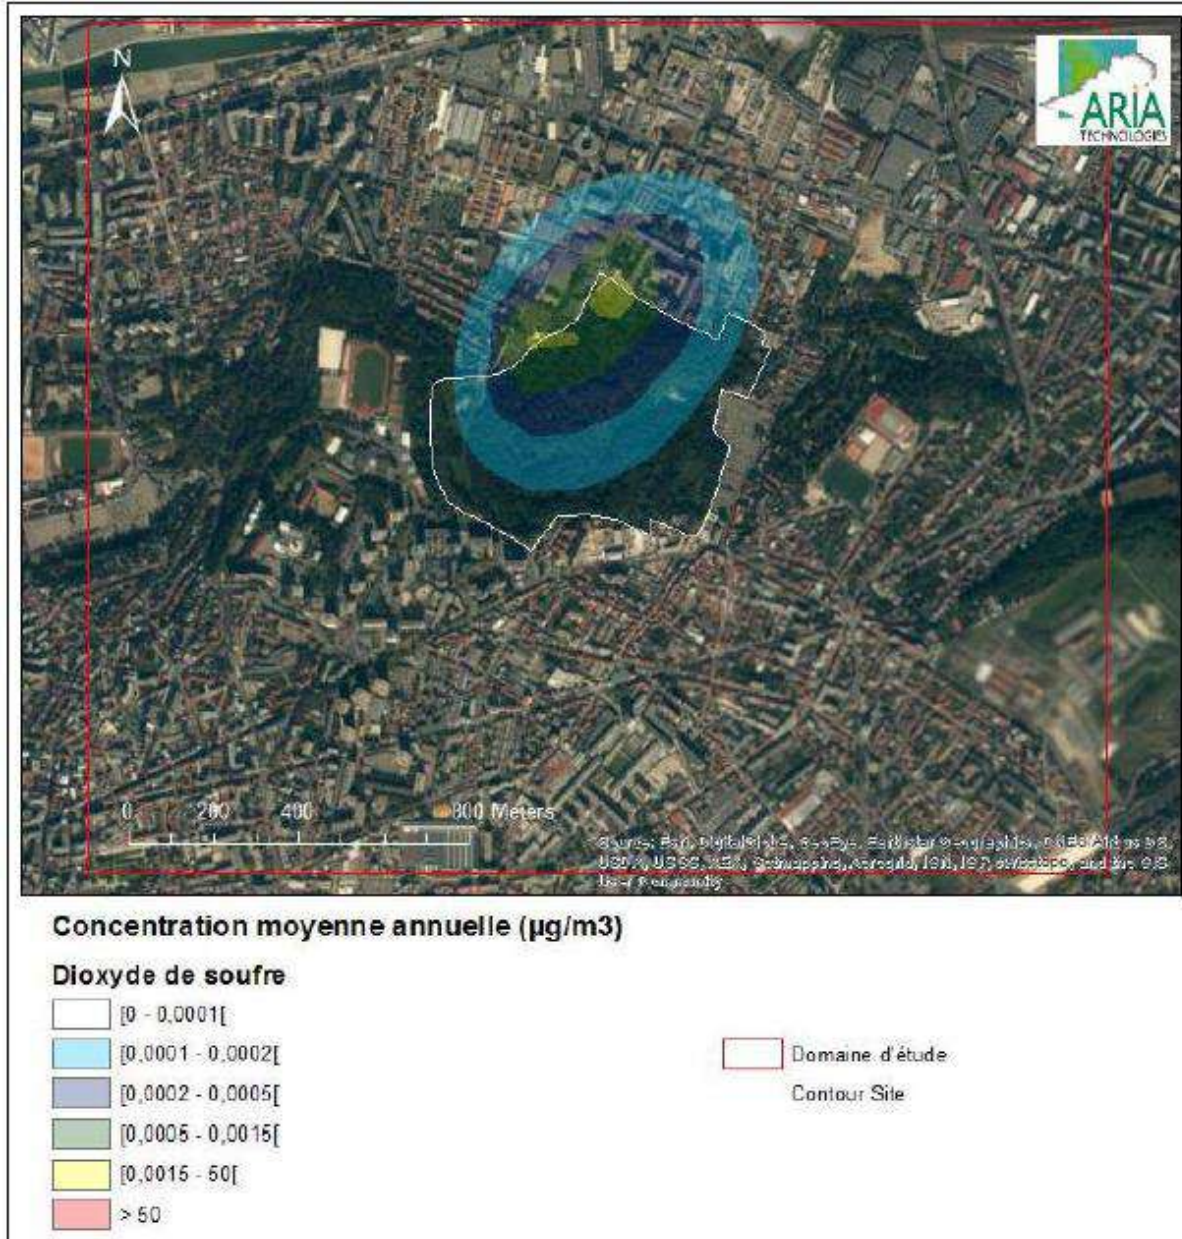 N
ARIA
TECHNOLOGIES
0 200 400 800 Meters
User Community
Concentration moyenne annuelle (µg/m3)
Dioxyde de soufre
[0 - 0,0001[
[0,0001 - 0,0002[
[0,0002 - 0,0005[
[0,0005 - 0,0015[
[0,0015 - 50[
> 50
Domaine d'étude
Contour Site